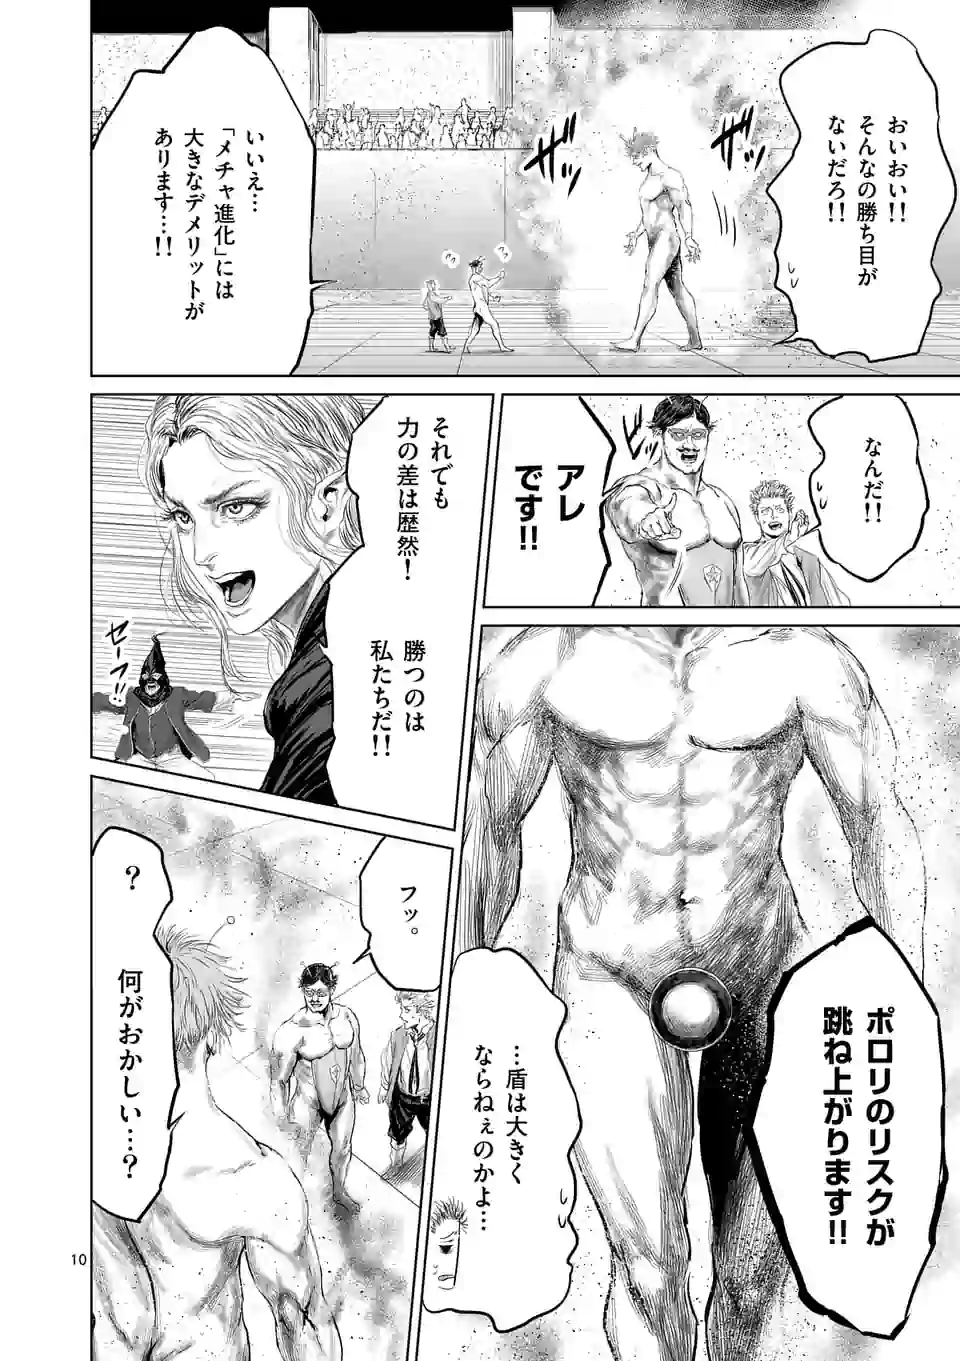 おいおい!!
そんなの勝ち目が
ないだろ!!
ザッ
ザッ
いいえ…
「メチャ進化」には
大きなデメリットが
あります…!!
なんだ!!
アレ
です!!
それでも
力の差は歴然!
勝つのは
私たちだ!!
セーフ!!
ポロリのリスクが
跳ね上がります!!
…盾は大きく
ならねぇのかよ…
フッ。
?
何がおかしい…?
10